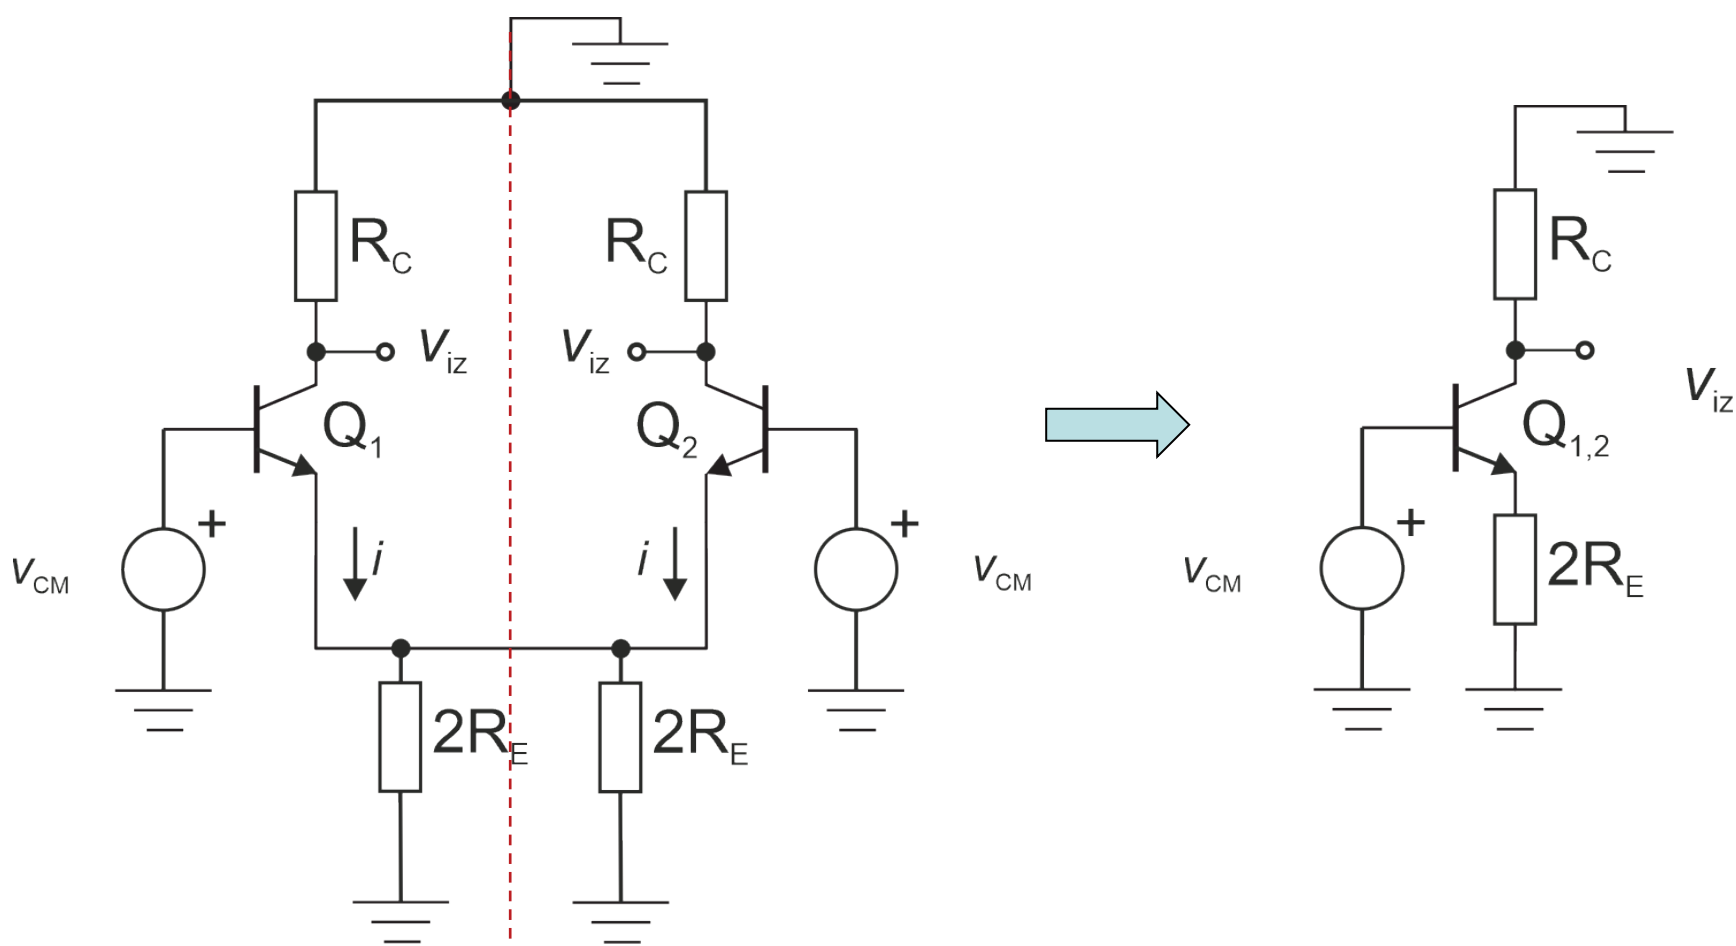 R_C
R_C
v_iz
v_iz
Q_1
Q_2
+
+
v_CM
i
i
v_CM
2R_E
2R_E
R_C
v_iz
Q_1,2
+
v_CM
2R_E